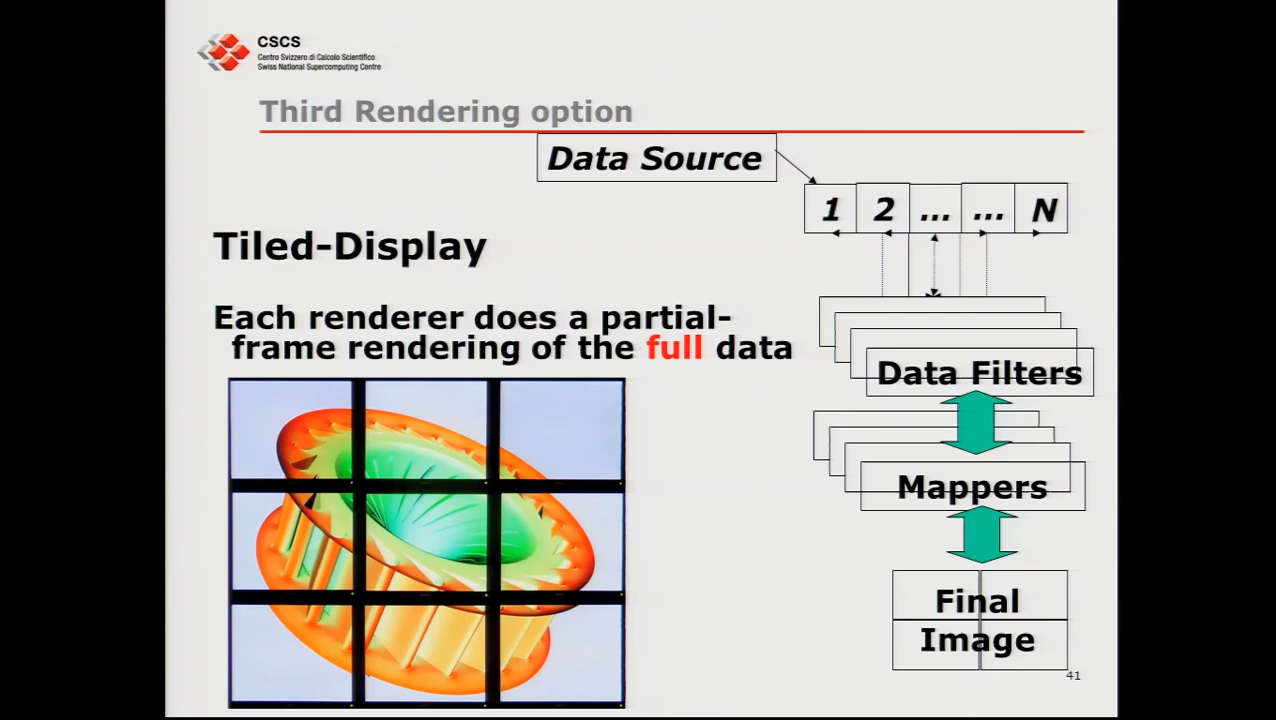 CSCS
Centro Svizzero di Calcolo Scientifico
Swiss National Supercomputing Centre
Third Rendering option
Data Source
1 2 ... ... N
Tiled-Display
Each renderer does a partial-
frame rendering of the full data
Data Filters
Mappers
Final
Image
41